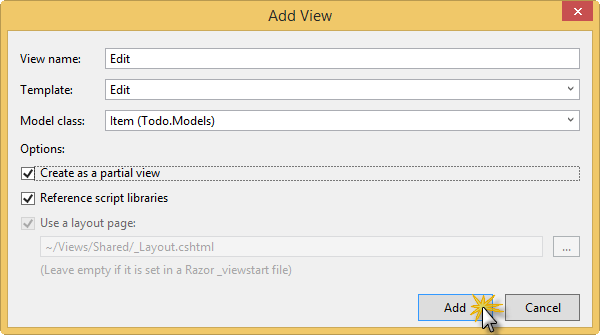 Add View
View name: Edit
Template: Edit
Model class: Item (Todo.Models)
Options:
Create as a partial view
Reference script libraries
Use a layout page:
~/Views/Shared/_Layout.cshtml ...
(Leave empty if it is set in a Razor _viewstart file)
Add Cancel